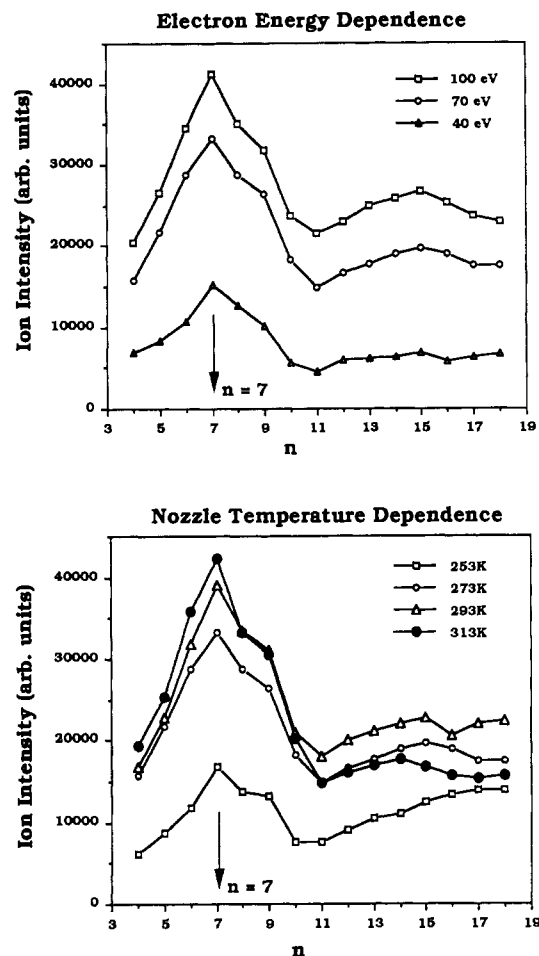 Electron Energy Dependence
Ion Intensity (arb. units)
40000
30000
20000
10000
0
100 eV
70 eV
40 eV
n = 7
3 5 7 9 11 13 15 17 19
n
Nozzle Temperature Dependence
Ion Intensity (arb. units)
40000
30000
20000
10000
0
253K
273K
293K
313K
n = 7
3 5 7 9 11 13 15 17 19
n